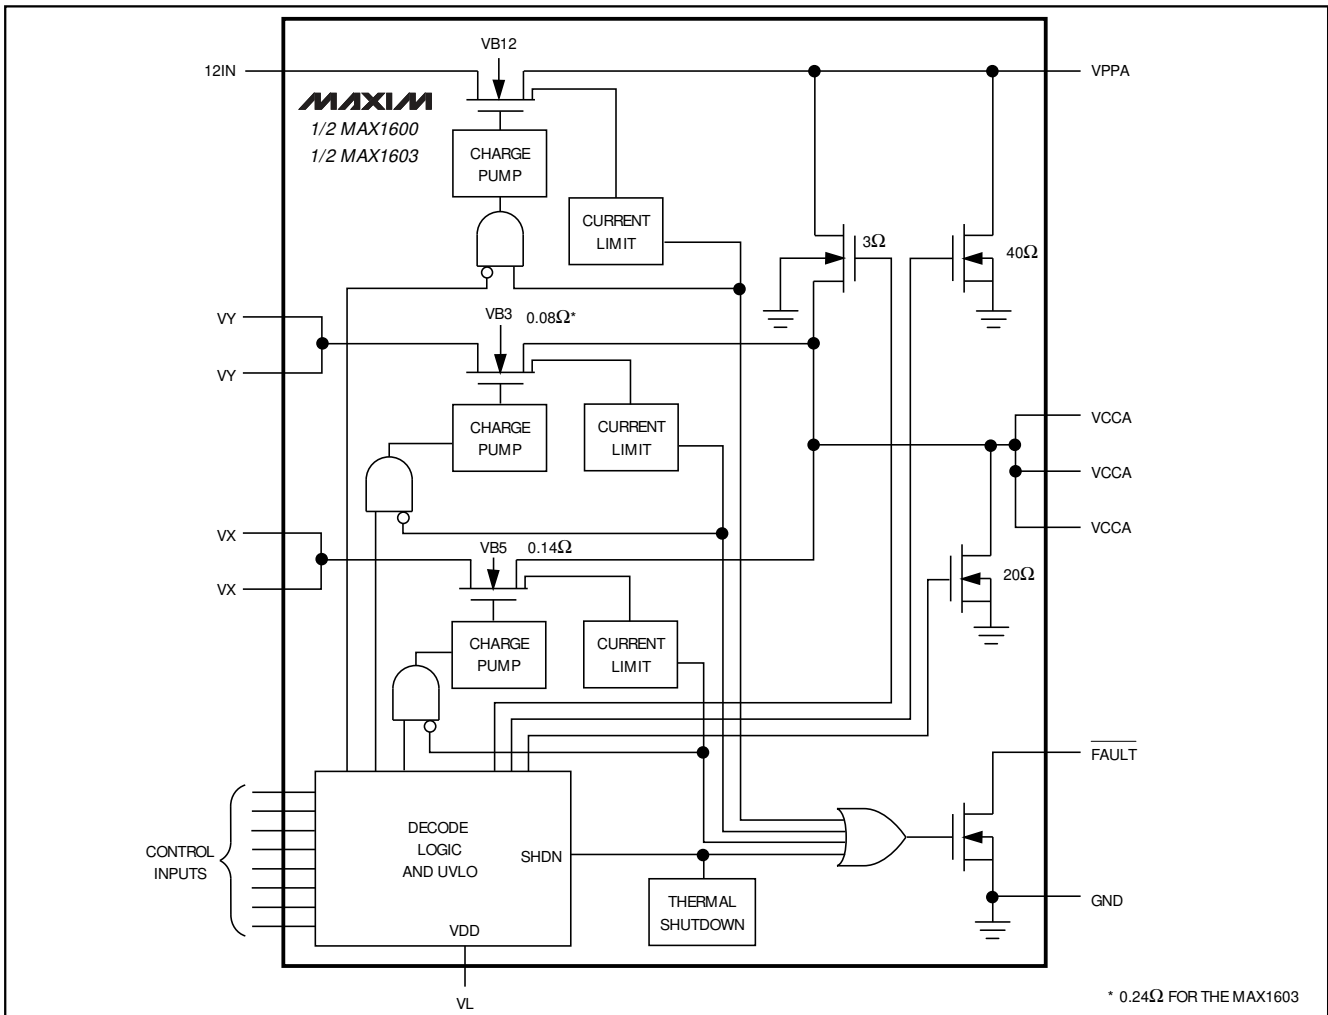 VB12
12IN
VPPA
MAXIM
1/2 MAX1600
1/2 MAX1603
CHARGE
PUMP
CURRENT
LIMIT
3Ω
40Ω
VY
VB3
0.08Ω*
VY
CHARGE
PUMP
CURRENT
LIMIT
VCCA
VCCA
VCCA
VX
VB5
0.14Ω
VX
20Ω
CHARGE
PUMP
CURRENT
LIMIT
FAULT
CONTROL
INPUTS
DECODE
LOGIC
AND UVLO
SHDN
VDD
THERMAL
SHUTDOWN
GND
VL
* 0.24Ω FOR THE MAX1603